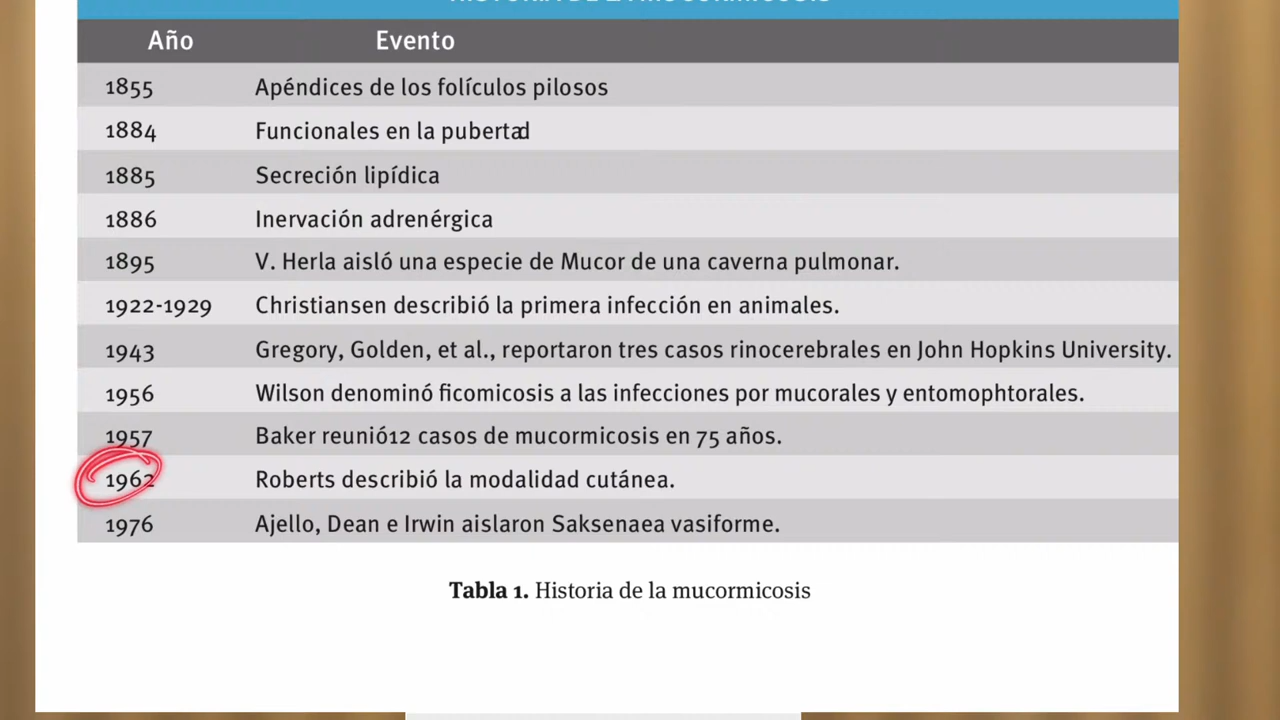 HISTORIA DE LA MUCORMICOSIS
Año Evento
1855 Apéndices de los folículos pilosos
1884 Funcionales en la pubertad
1885 Secreción lipídica
1886 Inervación adrenérgica
1895 V. Herla aisló una especie de Mucor de una caverna pulmonar.
1922-1929 Christiansen describió la primera infección en animales.
1943 Gregory, Golden, et al., reportaron tres casos rinocerebrales en John Hopkins University.
1956 Wilson denominó ficomicosis a las infecciones por mucorales y entomophtorales.
1957 Baker reunió12 casos de mucormicosis en 75 años.
1962 Roberts describió la modalidad cutánea.
1976 Ajello, Dean e Irwin aislaron Saksenaea vasiforme.
Tabla 1. Historia de la mucormicosis